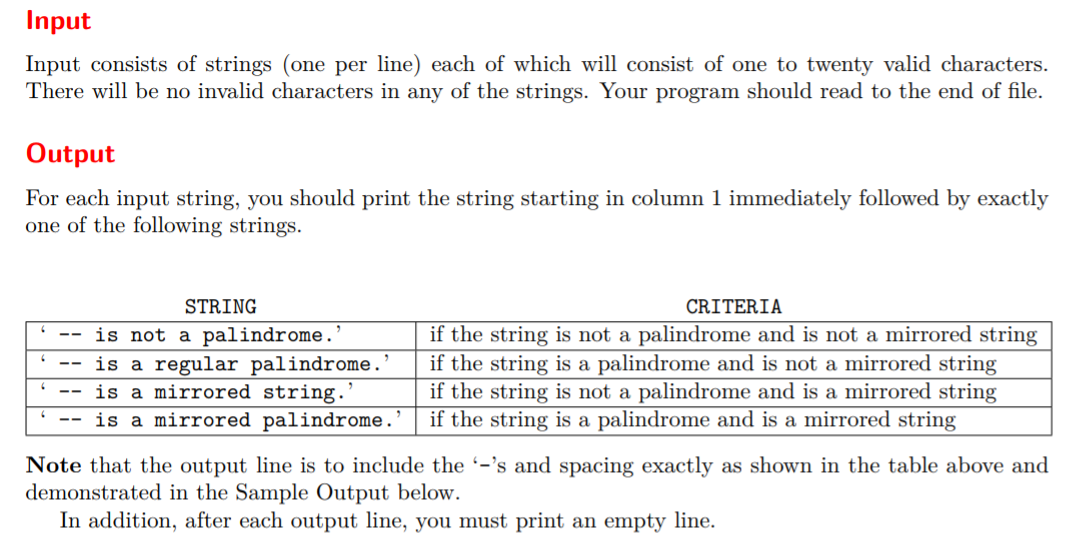 Input
Input consists of strings (one per line) each of which will consist of one to twenty valid characters.
There will be no invalid characters in any of the strings. Your program should read to the end of file.
Output
For each input string, you should print the string starting in column 1 immediately followed by exactly
one of the following strings.
STRING CRITERIA
‘ -- is not a palindrome.’ if the string is not a palindrome and is not a mirrored string
‘ -- is a regular palindrome.’ if the string is a palindrome and is not a mirrored string
‘ -- is a mirrored string.’ if the string is not a palindrome and is a mirrored string
‘ -- is a mirrored palindrome.’ if the string is a palindrome and is a mirrored string
Note that the output line is to include the ‘-’s and spacing exactly as shown in the table above and
demonstrated in the Sample Output below.
In addition, after each output line, you must print an empty line.